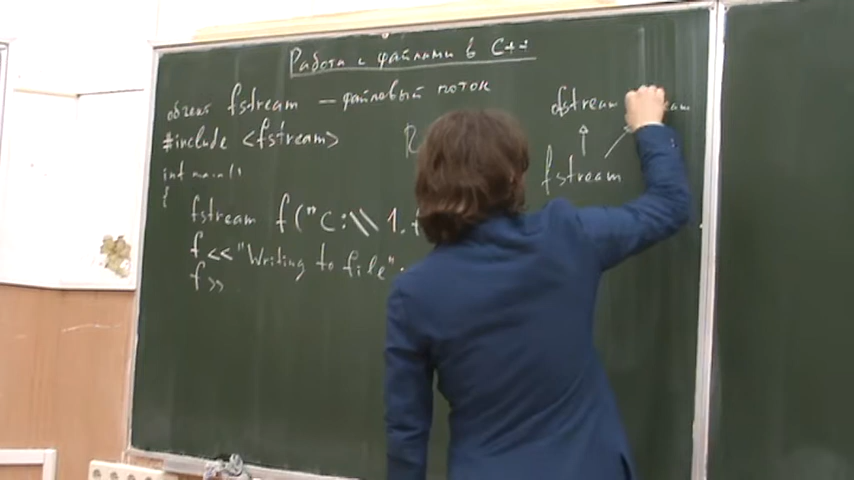 Работа с файлами в C++
объект fstream — файловый поток
#include <fstream>
int main()
{
fstream f("C:\\1.
f << "Writing to file"
f >>
ofstream
fstream